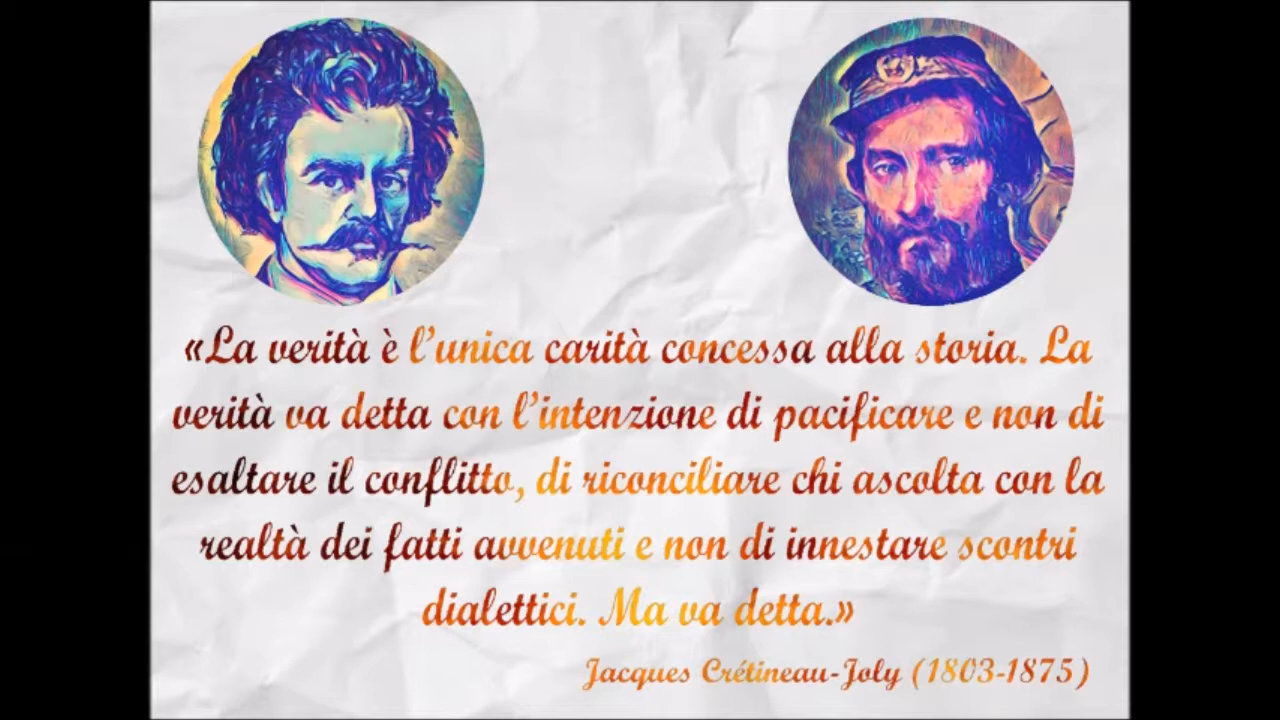 «La verità è l’unica carità concessa alla storia. La
verità va detta con l’intenzione di pacificare e non di
esaltare il conflitto, di riconciliare chi ascolta con la
realtà dei fatti avvenuti e non di innestare scontri
dialettici. Ma va detta.»
Jacques Crétineau-Joly (1803-1875)